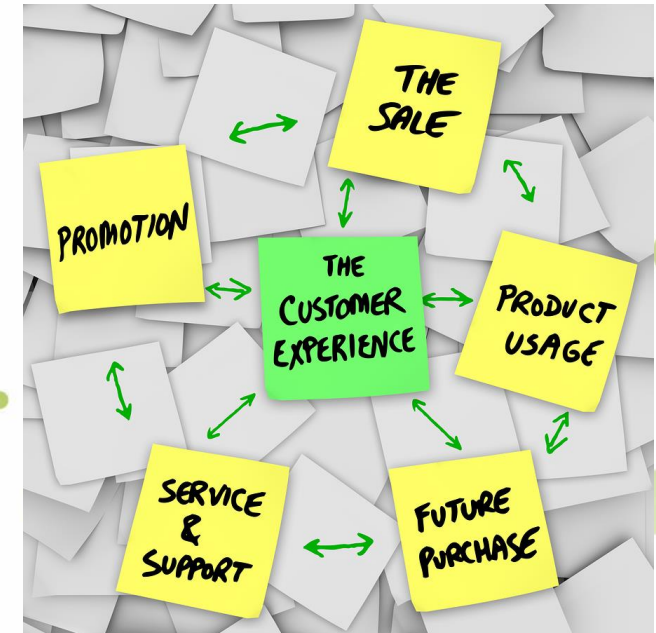 THE
SALE
PROMOTION
THE
CUSTOMER
EXPERIENCE
PRODUCT
USAGE
SERVICE
&
SUPPORT
FUTURE
PURCHASE